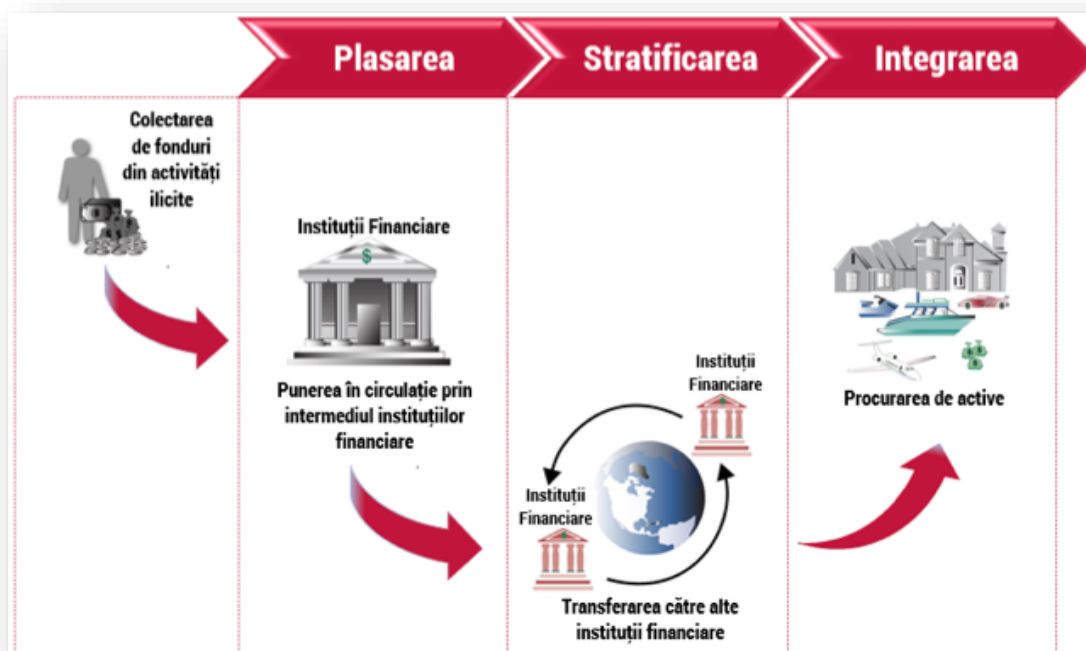 Plasarea
Stratificarea
Integrarea
Colectarea
de fonduri
din activități
ilicite
Instituții Financiare
$
Punerea în circulație prin
intermediul instituțiilor
financiare
Instituții
Financiare
Instituții
Financiare
Transferarea către alte
instituții financiare
Procurarea de active